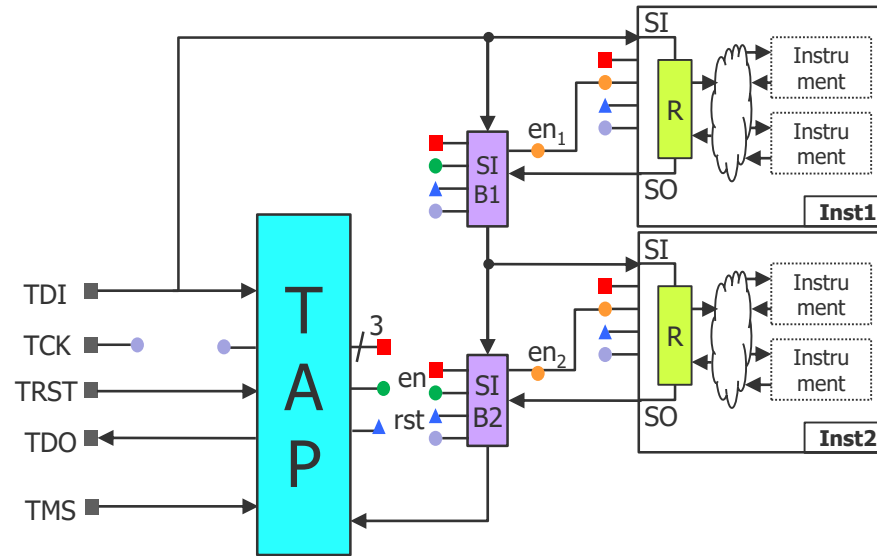 TDI
TCK
TRST
TDO
TMS
T
A
P
3
en
rst
SI
B1
en1
SI
B2
en2
SI
R
SO
Instru
ment
Instru
ment
Inst1
SI
R
SO
Instru
ment
Instru
ment
Inst2